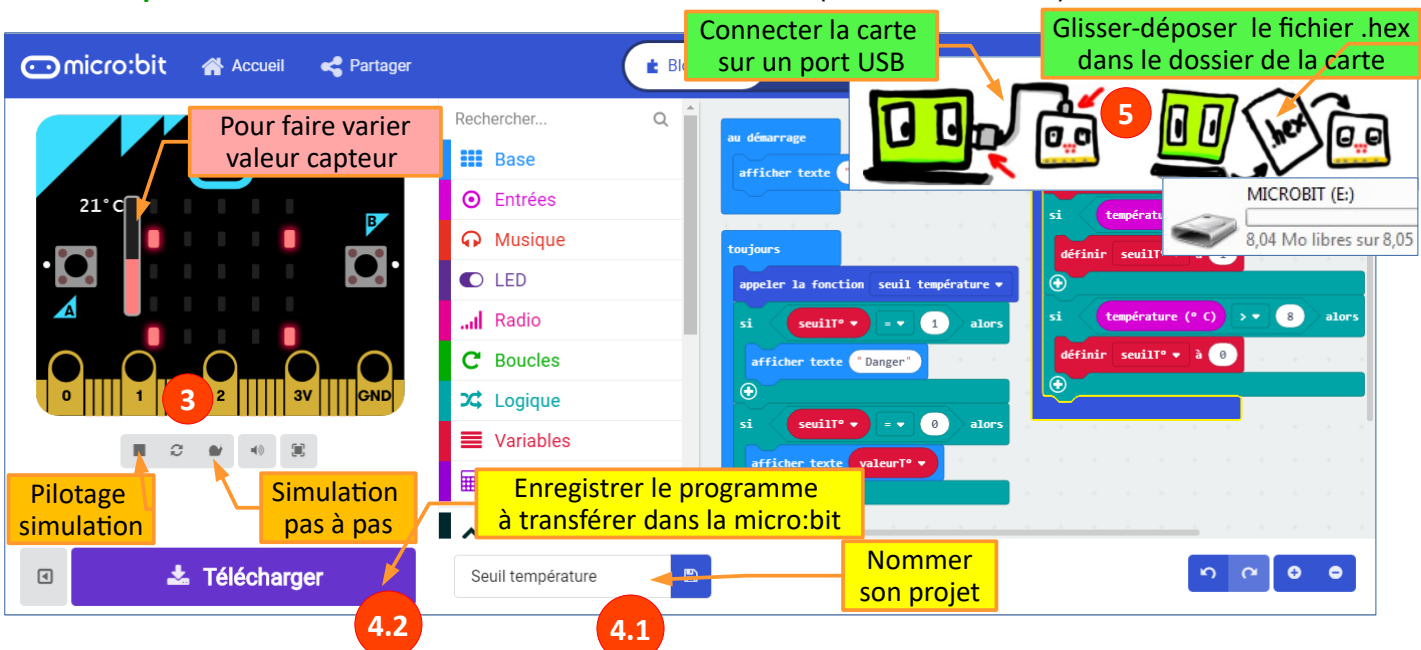 Connecter la carte
sur un port USB
Glisser-déposer le fichier .hex
dans le dossier de la carte
micro:bit
Accueil
Partager
5
.hex
MICROBIT (E:)
8,04 Mo libres sur 8,05
Pour faire varier
valeur capteur
21°C
B
A
0
1
2
3V
GND
3
Pilotage
simulation
Simulation
pas à pas
Rechercher...
Base
Entrées
Musique
LED
Radio
Boucles
Logique
Variables
au démarrage
afficher texte
toujours
appeler la fonction seuil température
si seuilT° = 1 alors
afficher texte "Danger"
si seuilT° = 0 alors
afficher texte valeurT°
si
définir
si température (° C) > 8 alors
définir seuilT° à 0
Enregistrer le programme
à transférer dans la micro:bit
Télécharger
4.2
Seuil température
4.1
Nommer
son projet